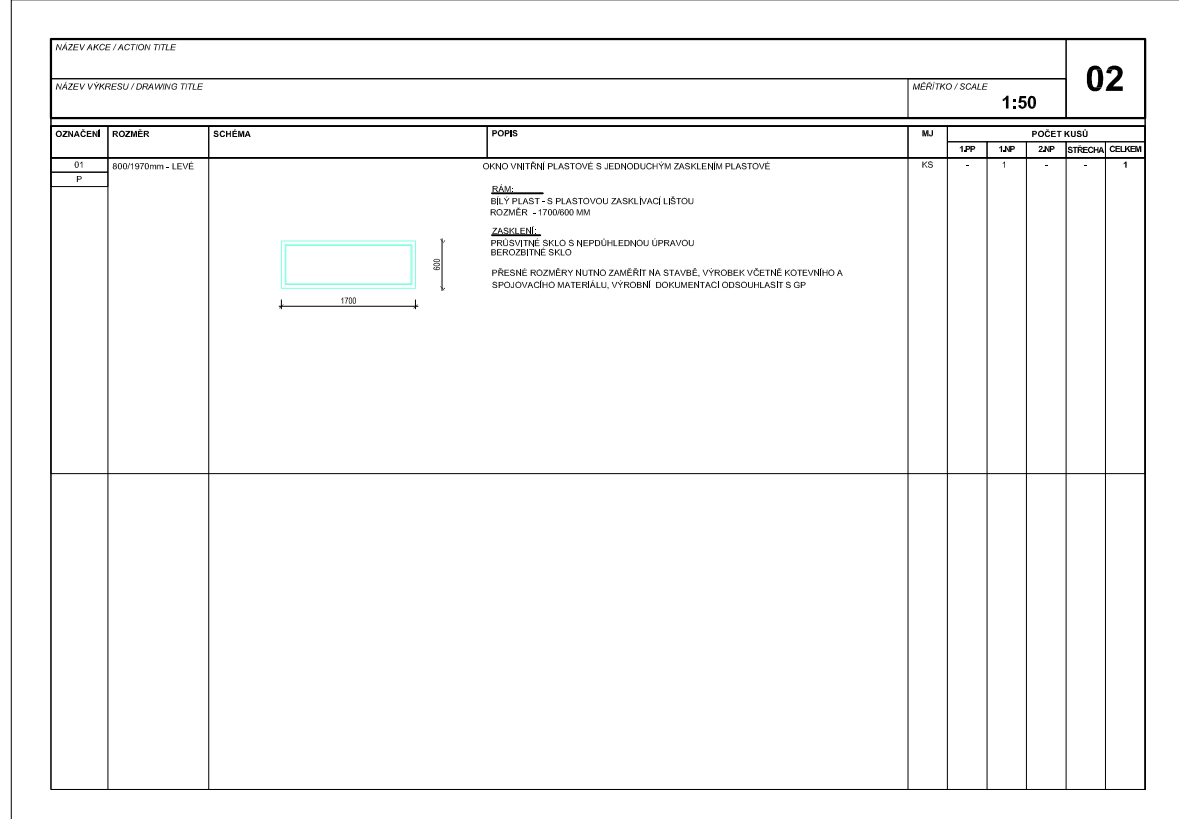 NÁZEV AKCE / ACTION TITLE
02
NÁZEV VÝKRESU / DRAWING TITLE
MĚŘÍTKO / SCALE
1:50
OZNAČENÍ ROZMĚR SCHÉMA POPIS MJ POČET KUSŮ
1.PP 1.NP 2.NP STŘECHA CELKEM
01 800/1970mm - LEVÉ OKNO VNITŘNÍ PLASTOVÉ S JEDNODUCHÝM ZASKLENÍM PLASTOVÉ KS - 1 - - 1
P
RÁM:
BÍLÝ PLAST - S PLASTOVOU ZASKLÍVACÍ LIŠTOU
ROZMĚR - 1700/600 MM
ZASKLENÍ:
PRŮSVITNÉ SKLO S NEPDŮHLEDNOU ÚPRAVOU
BEROZBITNÉ SKLO
600
PŘESNÉ ROZMĚRY NUTNO ZAMĚŘIT NA STAVBĚ, VÝROBEK VČETNĚ KOTEVNÍHO A
SPOJOVACÍHO MATERIÁLU, VÝROBNÍ DOKUMENTACI ODSOUHLASIT S GP
1700